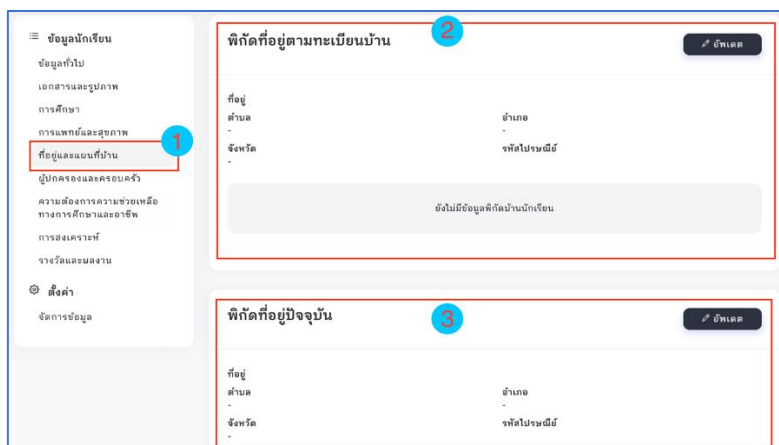 ข้อมูลนักเรียน
ข้อมูลทั่วไป
เอกสารและรูปภาพ
การศึกษา
การแพทย์และสุขภาพ
1
ที่อยู่และแผนที่บ้าน
ผู้ปกครองและครอบครัว
ความต้องการความช่วยเหลือ
ทางการศึกษาและอาชีพ
การสงเคราะห์
รางวัลและผลงาน
ตั้งค่า
จัดการข้อมูล
พิกัดที่อยู่ตามทะเบียนบ้าน
2
อัพเดต
ที่อยู่
ตำบล
-
อำเภอ
-
จังหวัด
-
รหัสไปรษณีย์
ยังไม่มีข้อมูลพิกัดบ้านนักเรียน
พิกัดที่อยู่ปัจจุบัน
3
อัพเดต
ที่อยู่
ตำบล
-
อำเภอ
-
จังหวัด
-
รหัสไปรษณีย์